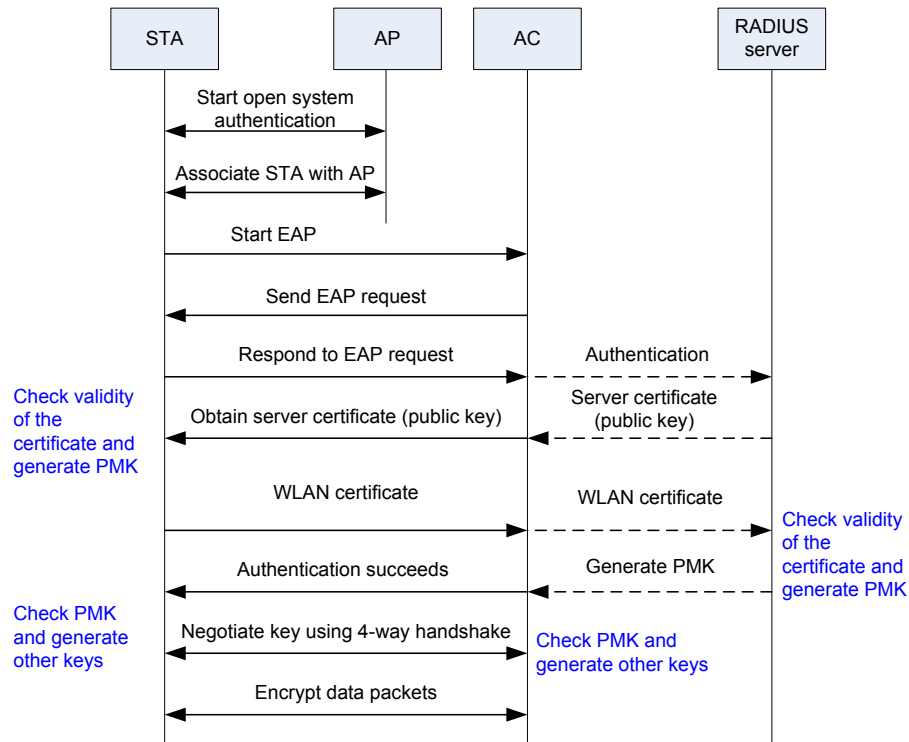 STA
AP
AC
RADIUS
server
Start open system
authentication
Associate STA with AP
Start EAP
Send EAP request
Respond to EAP request
Authentication
Check validity
of the
certificate and
generate PMK
Obtain server certificate (public key)
Server certificate
(public key)
WLAN certificate
WLAN certificate
Check validity
of the
certificate and
generate PMK
Authentication succeeds
Generate PMK
Check PMK
and generate
other keys
Negotiate key using 4-way handshake
Check PMK and
generate other keys
Encrypt data packets